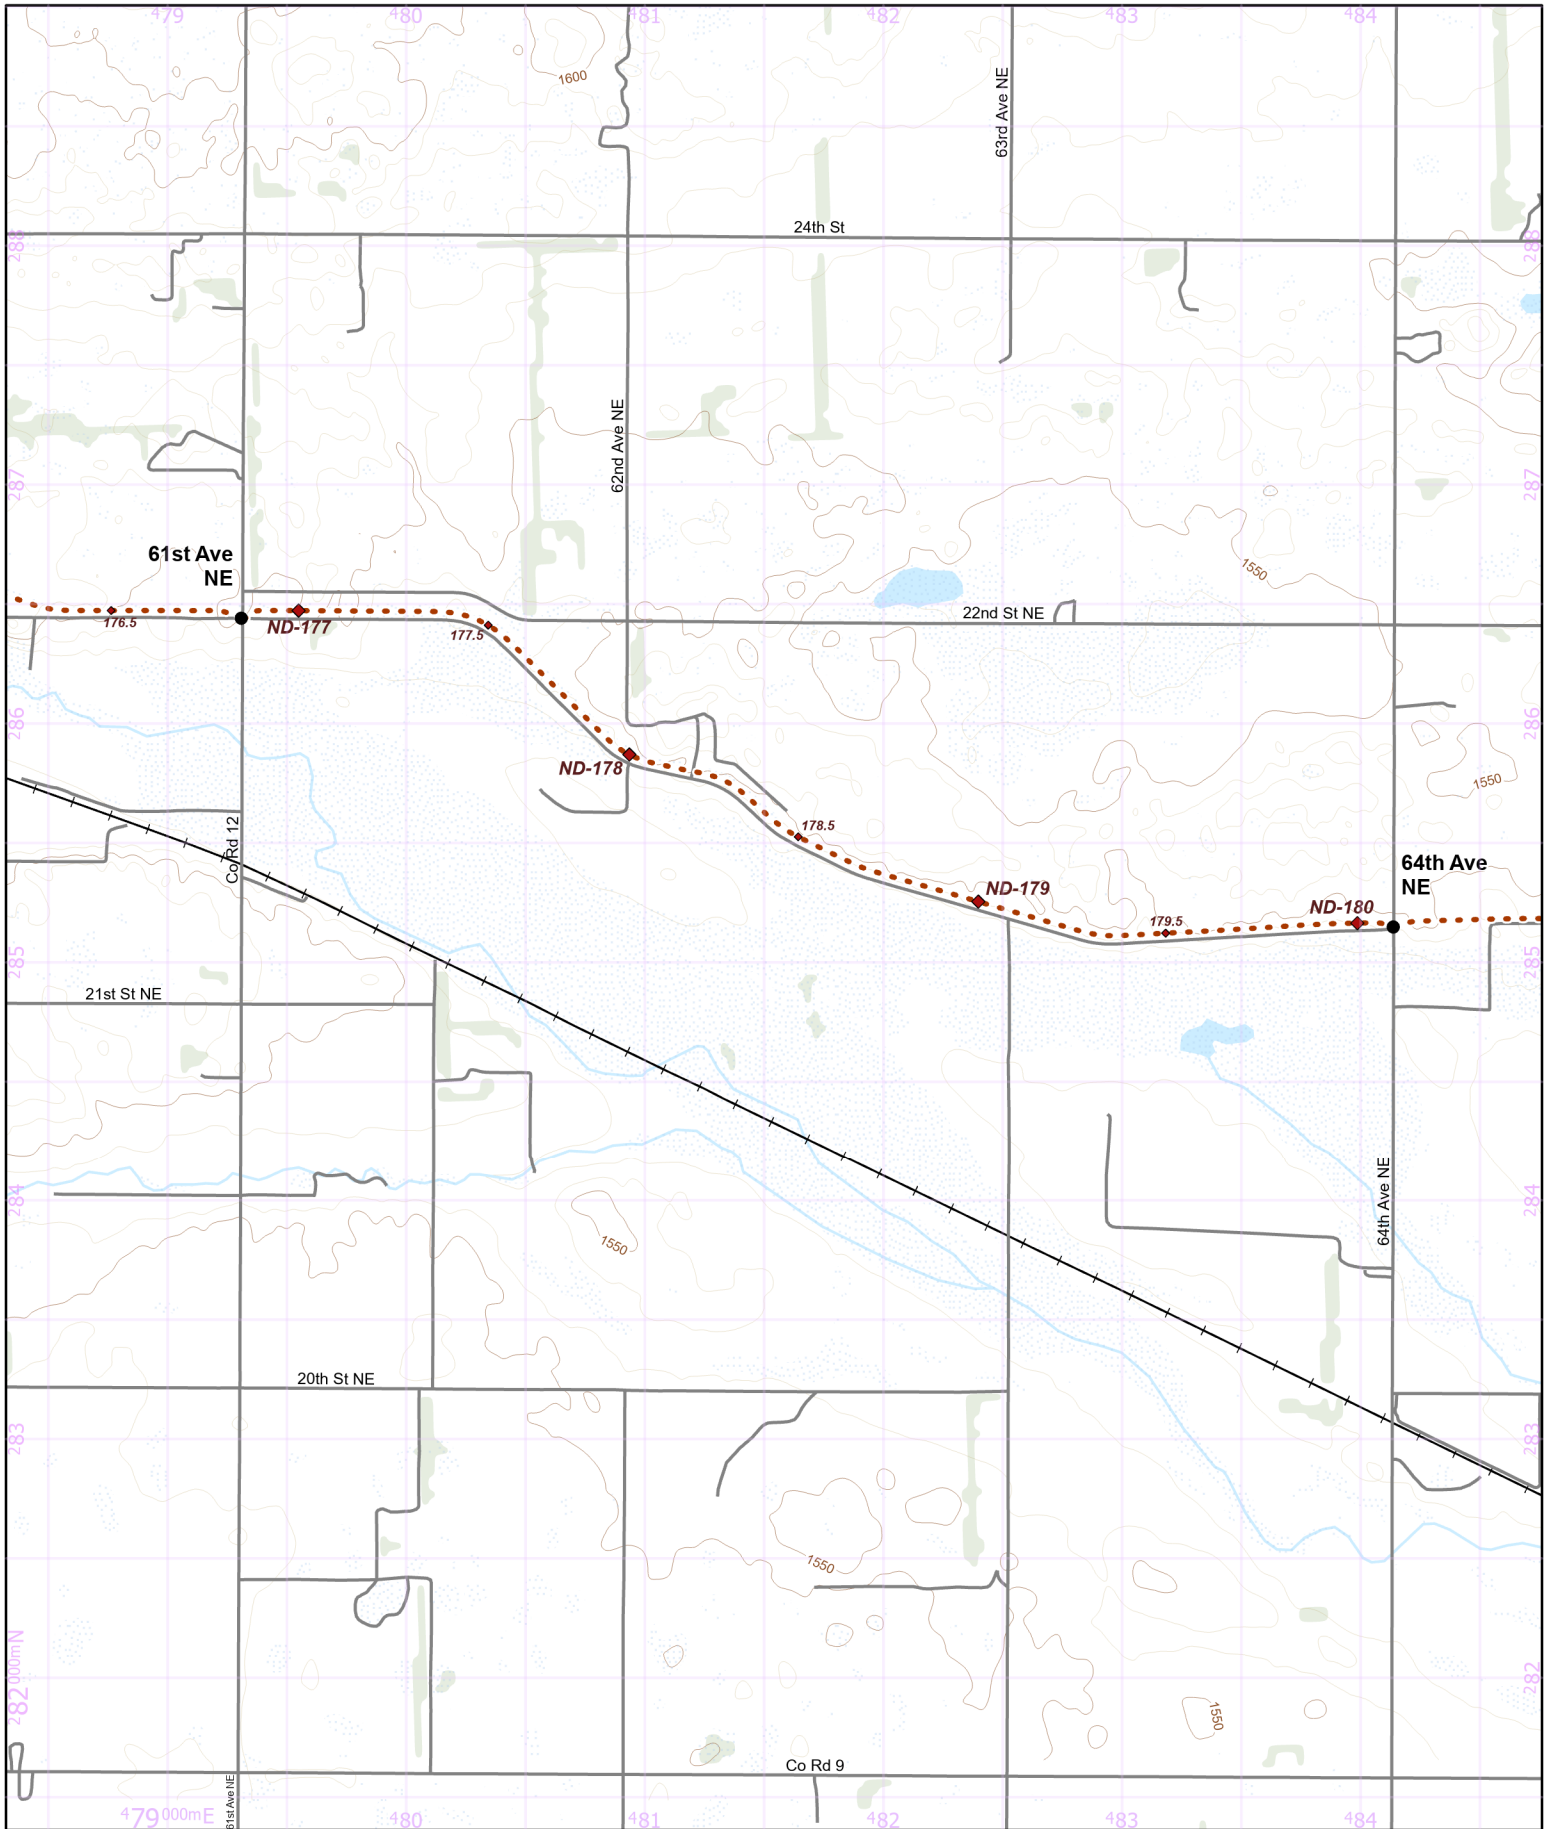 479
480
481
482
483
484
1600
63rd Ave NE
24th St
288
288
62nd Ave NE
287
287
61st Ave
NE
1550
176.5
ND-177
177.5
22nd St NE
286
286
ND-178
1550
178.5
Co Rd 12
64th Ave
NE
ND-179
ND-180
179.5
285
285
21st St NE
284
284
64th Ave NE
1550
20th St NE
283
283
1550
282000mN
282
1550
Co Rd 9
61st Ave NE
479000mE
480
481
482
483
484